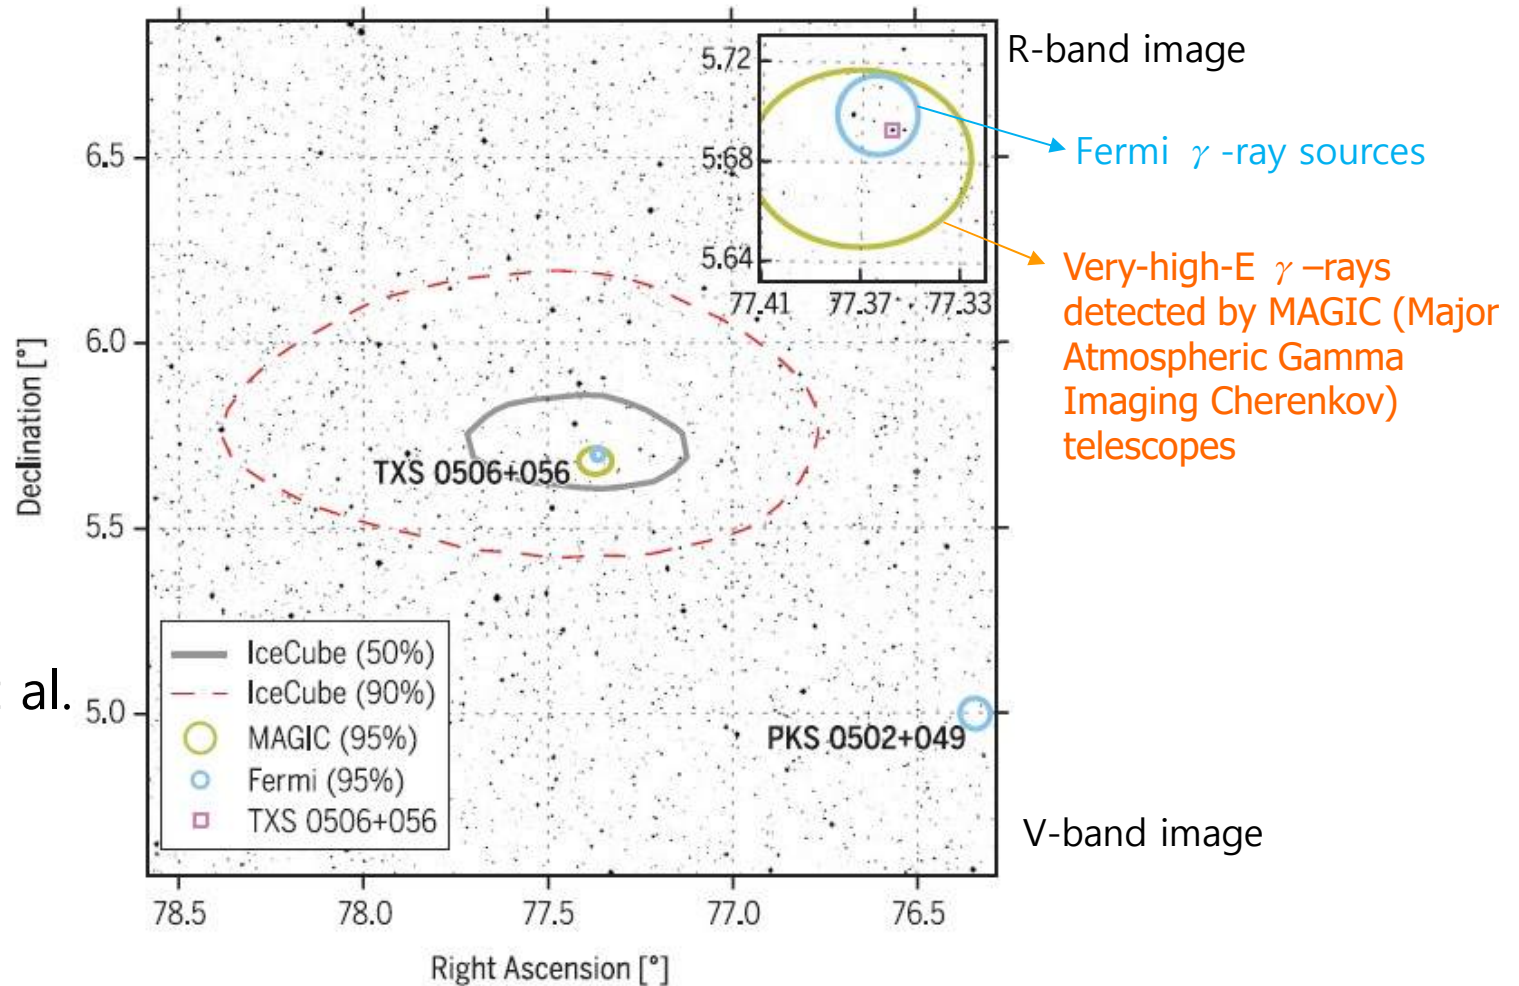 R-band image
5.72
5.68
5.64
77.41 77.37 77.33
Fermi γ -ray sources
Very-high-E γ –rays
detected by MAGIC (Major
Atmospheric Gamma
Imaging Cherenkov)
telescopes
6.5
6.0
5.5
5.0
Declination [°]
TXS 0506+056
al.
IceCube (50%)
IceCube (90%)
MAGIC (95%)
Fermi (95%)
TXS 0506+056
PKS 0502+049
V-band image
78.5 78.0 77.5 77.0 76.5
Right Ascension [°]